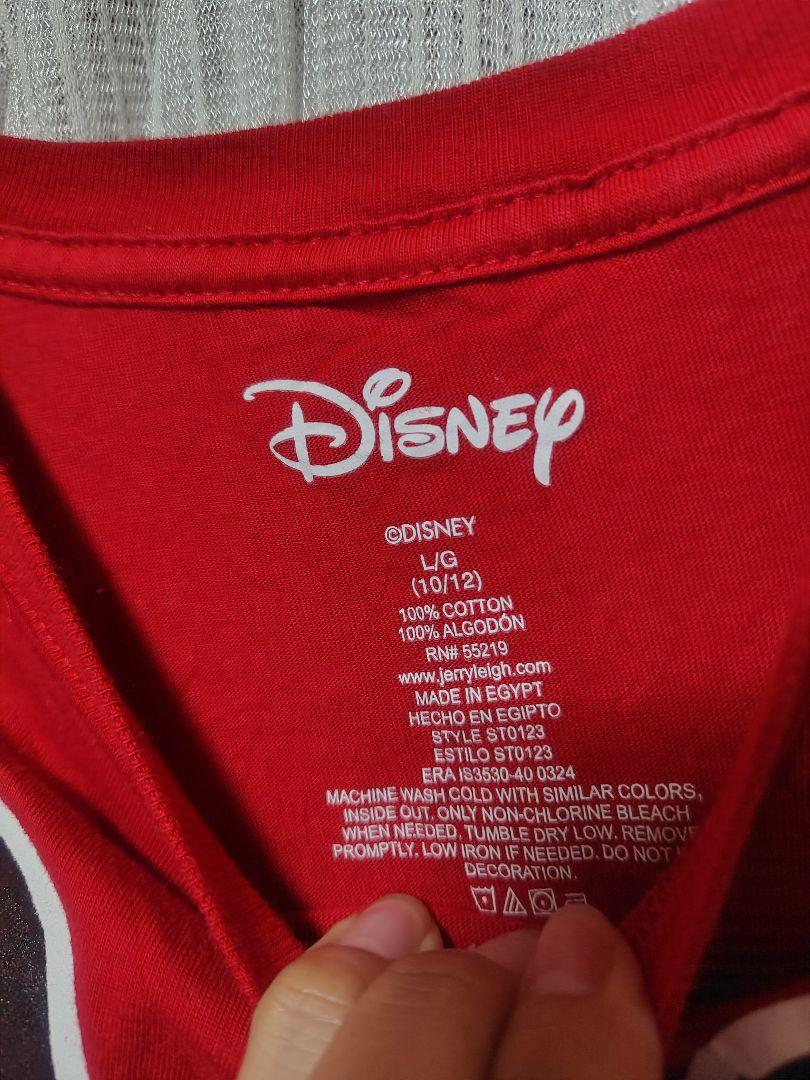 Disney
©DISNEY
L/G
(10/12)
100% COTTON
100% ALGODÓN
RN# 55219
www.jerryleigh.com
MADE IN EGYPT
HECHO EN EGIPTO
STYLE ST0123
ESTILO ST0123
ERA IS3530-40 0324
MACHINE WASH COLD WITH SIMILAR COLORS,
INSIDE OUT. ONLY NON-CHLORINE BLEACH
WHEN NEEDED. TUMBLE DRY LOW. REMOVE
PROMPTLY. LOW IRON IF NEEDED. DO NOT
DECORATION.